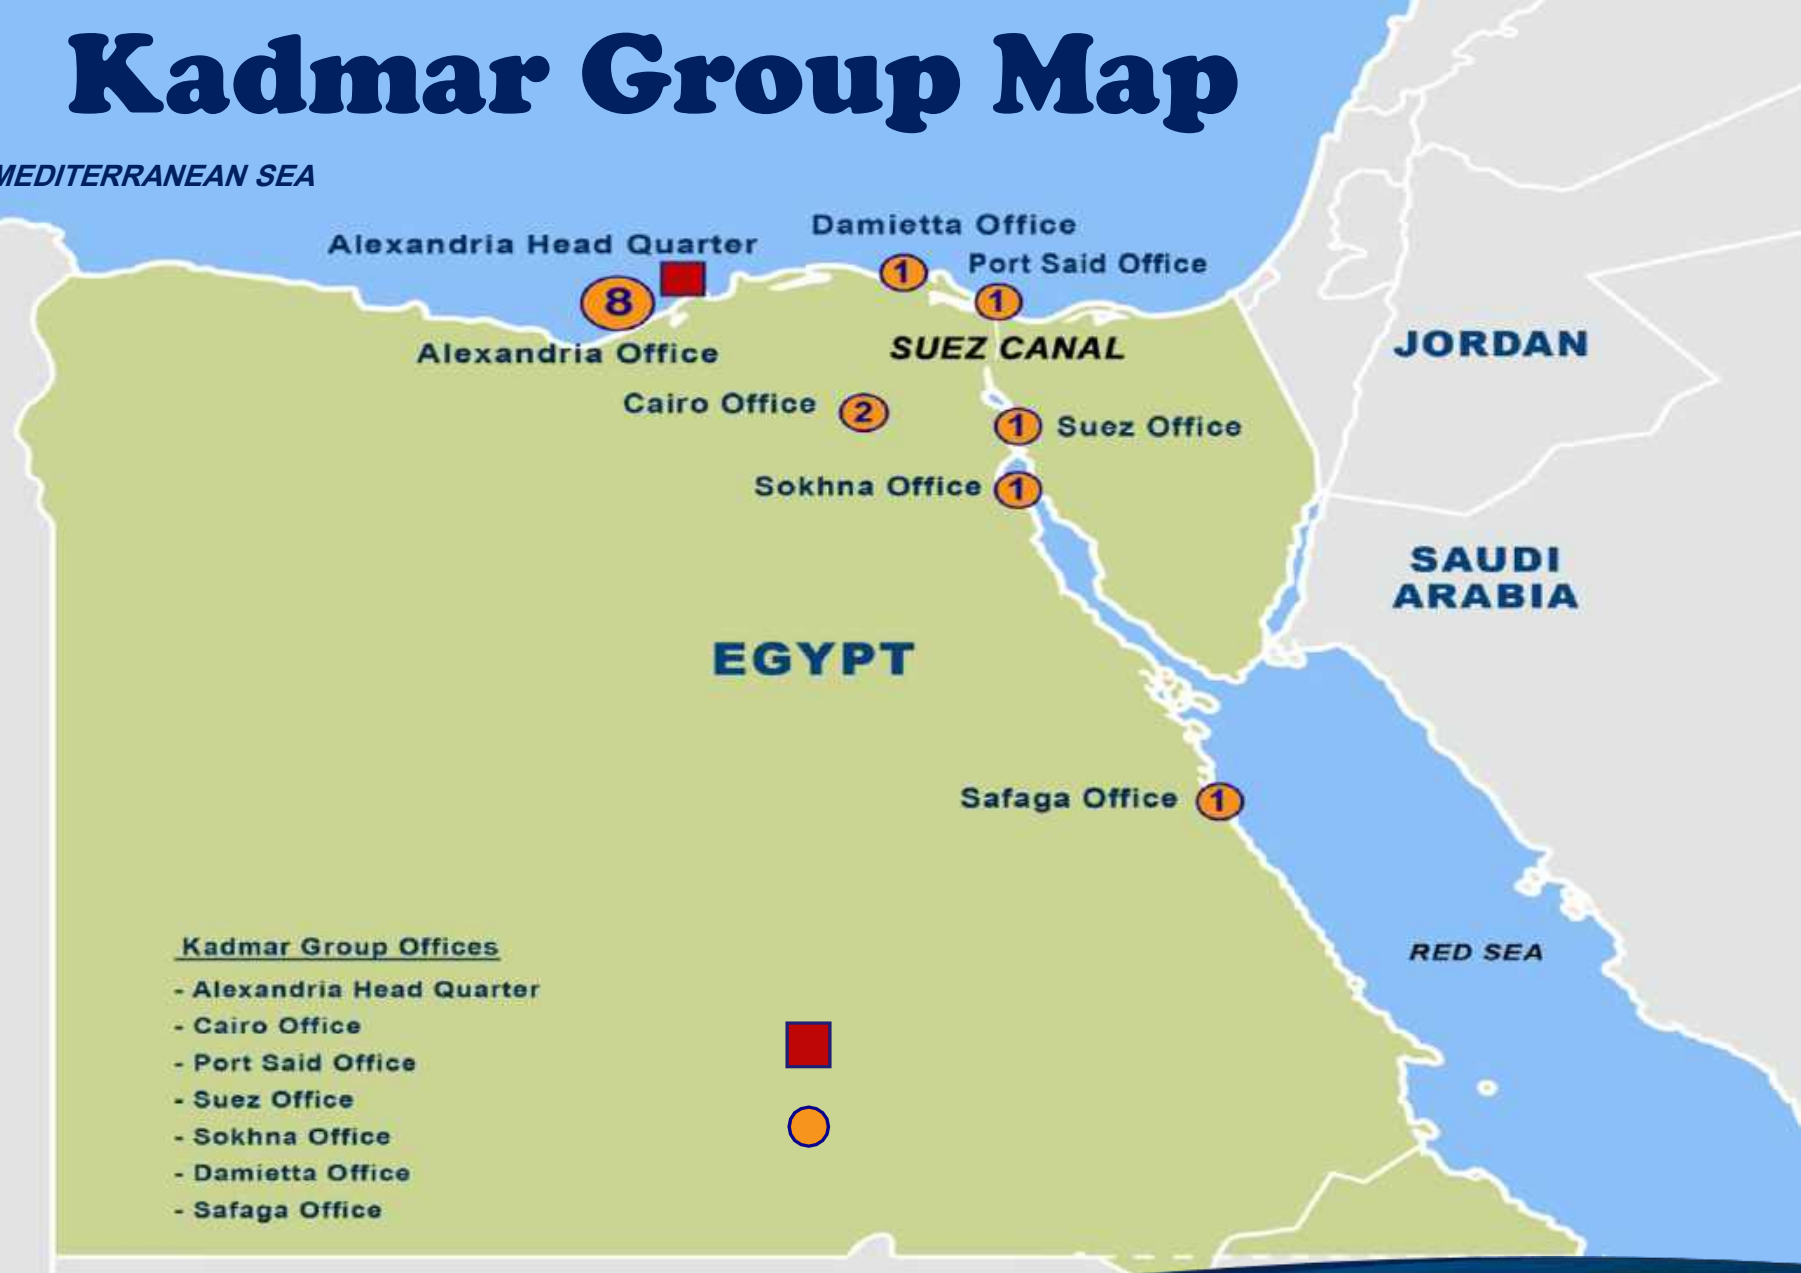 Kadmar Group Map
MEDITERRANEAN SEA
Damietta Office
Alexandria Head Quarter
Port Said Office
1
8
1
JORDAN
SUEZ CANAL
Alexandria Office
Cairo Office
2
1
Suez Office
Sokhna Office
1
SAUDI
ARABIA
EGYPT
Safaga Office
1
RED SEA
Kadmar Group Offices
- Alexandria Head Quarter
- Cairo Office
- Port Said Office
- Suez Office
- Sokhna Office
- Damietta Office
- Safaga Office